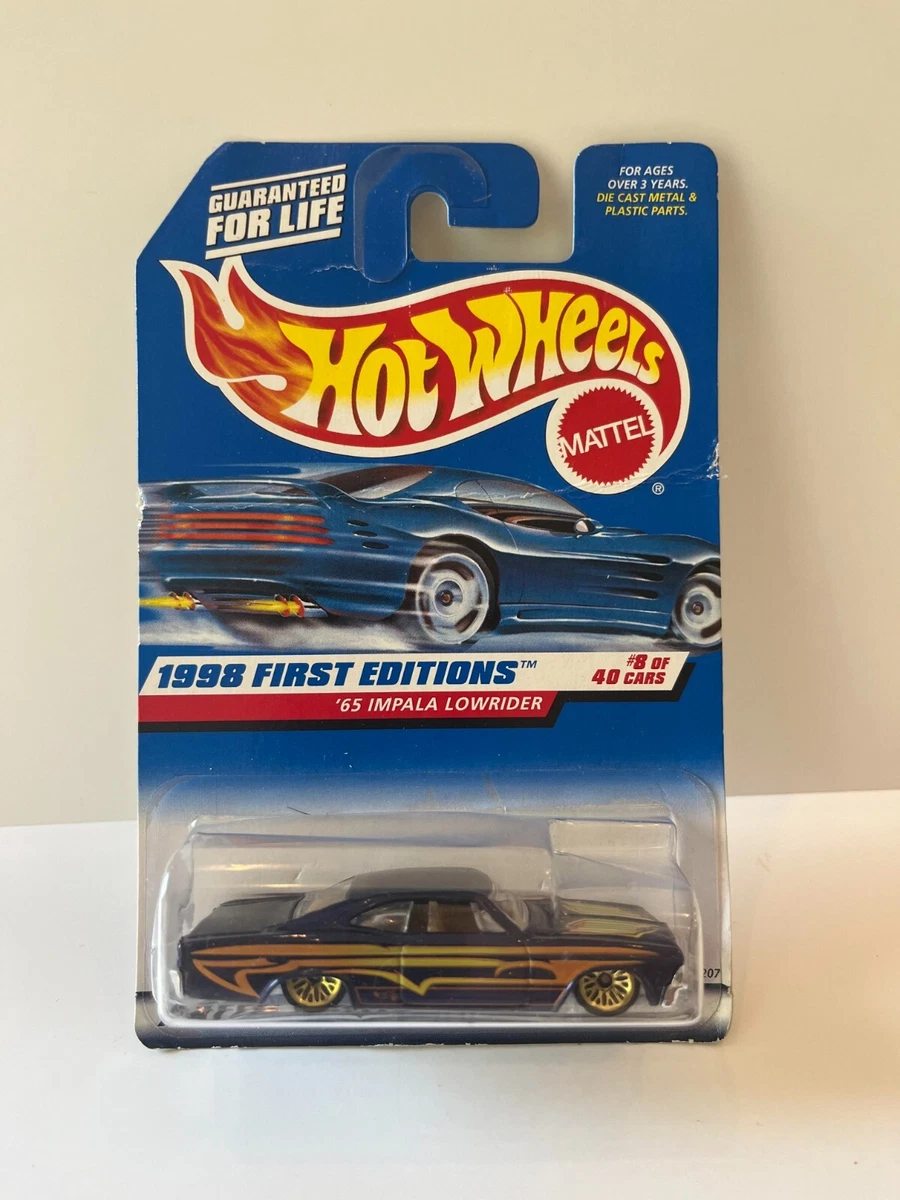 GUARANTEED
FOR LIFE
FOR AGES
OVER 3 YEARS.
DIE CAST METAL &
PLASTIC PARTS.
HOT WHEELS
MATTEL
®
1998 FIRST EDITIONS™
#8 OF
40 CARS
'65 IMPALA LOWRIDER
207